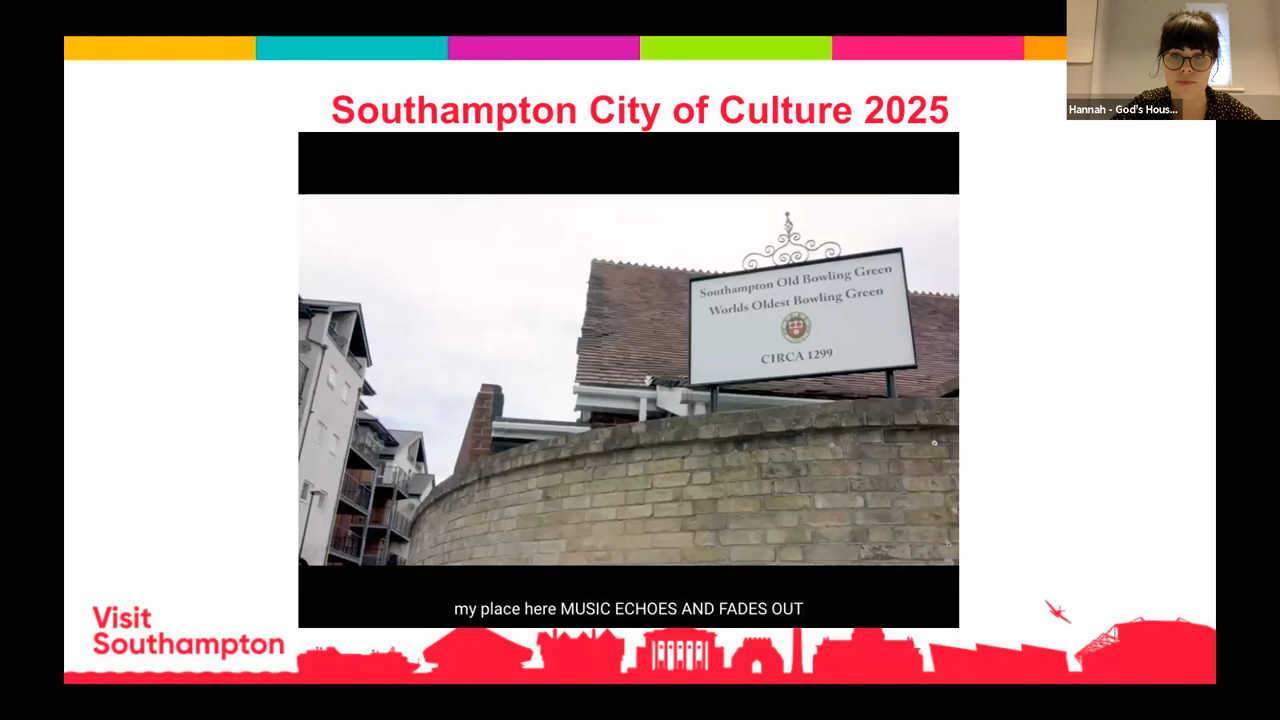 Southampton City of Culture 2025
Hannah - God's Hous...
Southampton Old Bowling Green
Worlds Oldest Bowling Green
CIRCA 1299
my place here MUSIC ECHOES AND FADES OUT
Visit
Southampton